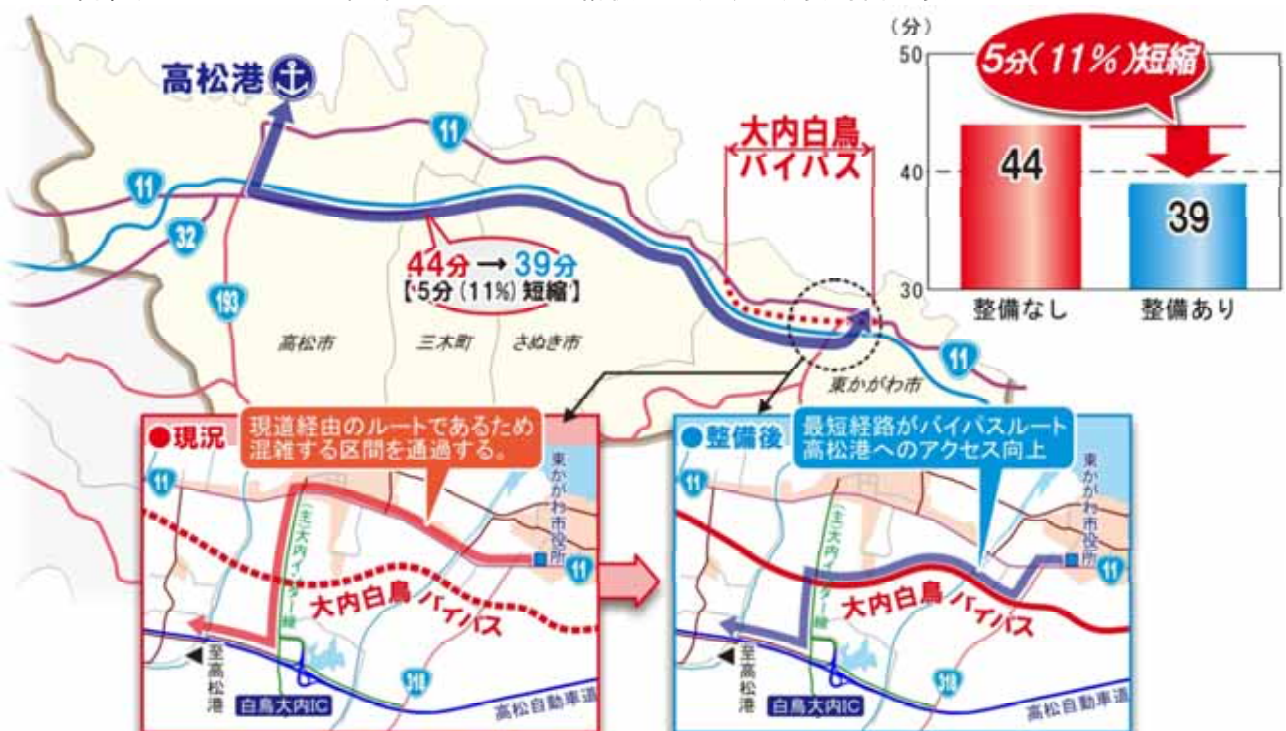 高松港
11
11
32
193
大内白鳥
バイパス
44分→39分
【5分(11%)短縮】
高松市
三木町
さぬき市
東かがわ市
11
(分)
50
40
30
5分(11%)短縮
44
39
整備なし
整備あり
●現況
現道経由のルートであるため
混雑する区間を通過する。
11
(主)大内インター線
東かがわ市役所
11
大内白鳥 バイパス
至高松港
318
白鳥大内IC
高松自動車道
●整備後
最短経路がバイパスルート
高松港へのアクセス向上
11
(主)大内インター線
東かがわ市役所
11
大内白鳥 バイパス
至高松港
318
白鳥大内IC
高松自動車道